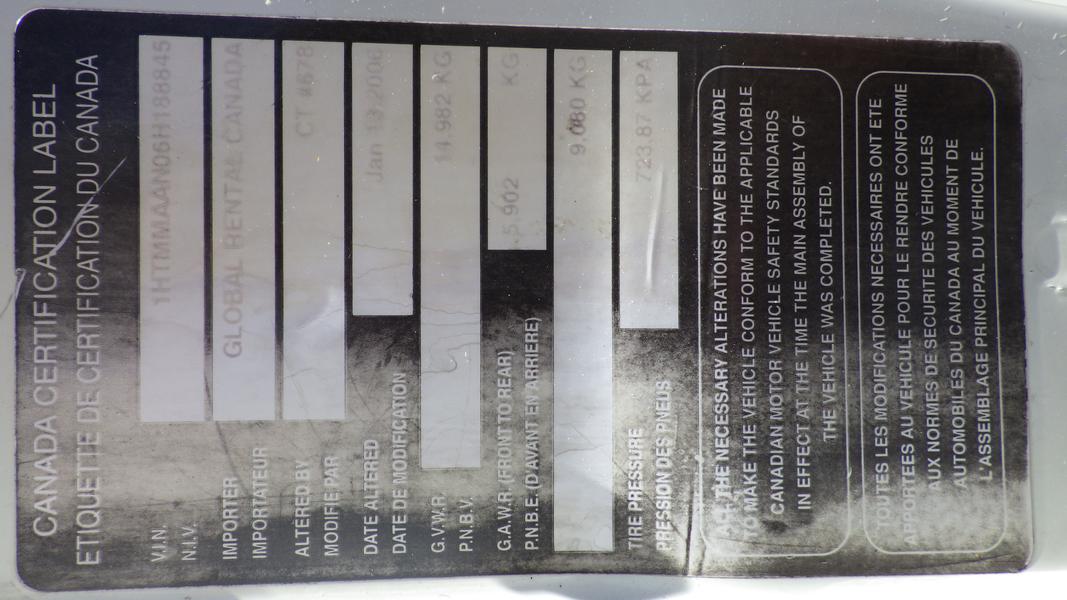 CANADA CERTIFICATION LABEL
ETIQUETTE DE CERTIFICATION DU CANADA
V.I.N. 1HTMMAAN06H188845
N.I.V.
IMPORTER GLOBAL RENTAL CANADA
IMPORTATEUR
ALTERED BY CT #678
MODIFIE PAR
DATE ALTERED Jan 13,2006
DATE DE MODIFICATION
G.V.W.R. 14,982 KG
P.N.B.V.
G.A.W.R. (FRONT TO REAR) 5,902 KG
P.N.B.E. (D'AVANT EN ARRIERE)
9,080 KG
TIRE PRESSURE 723.87 KPA
PRESSION DES PNEUS
ALL THE NECESSARY ALTERATIONS HAVE BEEN MADE
TO MAKE THE VEHICLE CONFORM TO THE APPLICABLE
CANADIAN MOTOR VEHICLE SAFETY STANDARDS
IN EFFECT AT THE TIME THE MAIN ASSEMBLY OF
THE VEHICLE WAS COMPLETED.
TOUTES LES MODIFICATIONS NECESSAIRES ONT ETE
APPORTEES AU VEHICULE POUR LE RENDRE CONFORME
AUX NORMES DE SECURITE DES VEHICULES
AUTOMOBILES DU CANADA AU MOMENT DE
L'ASSEMBLAGE PRINCIPAL DU VEHICULE.